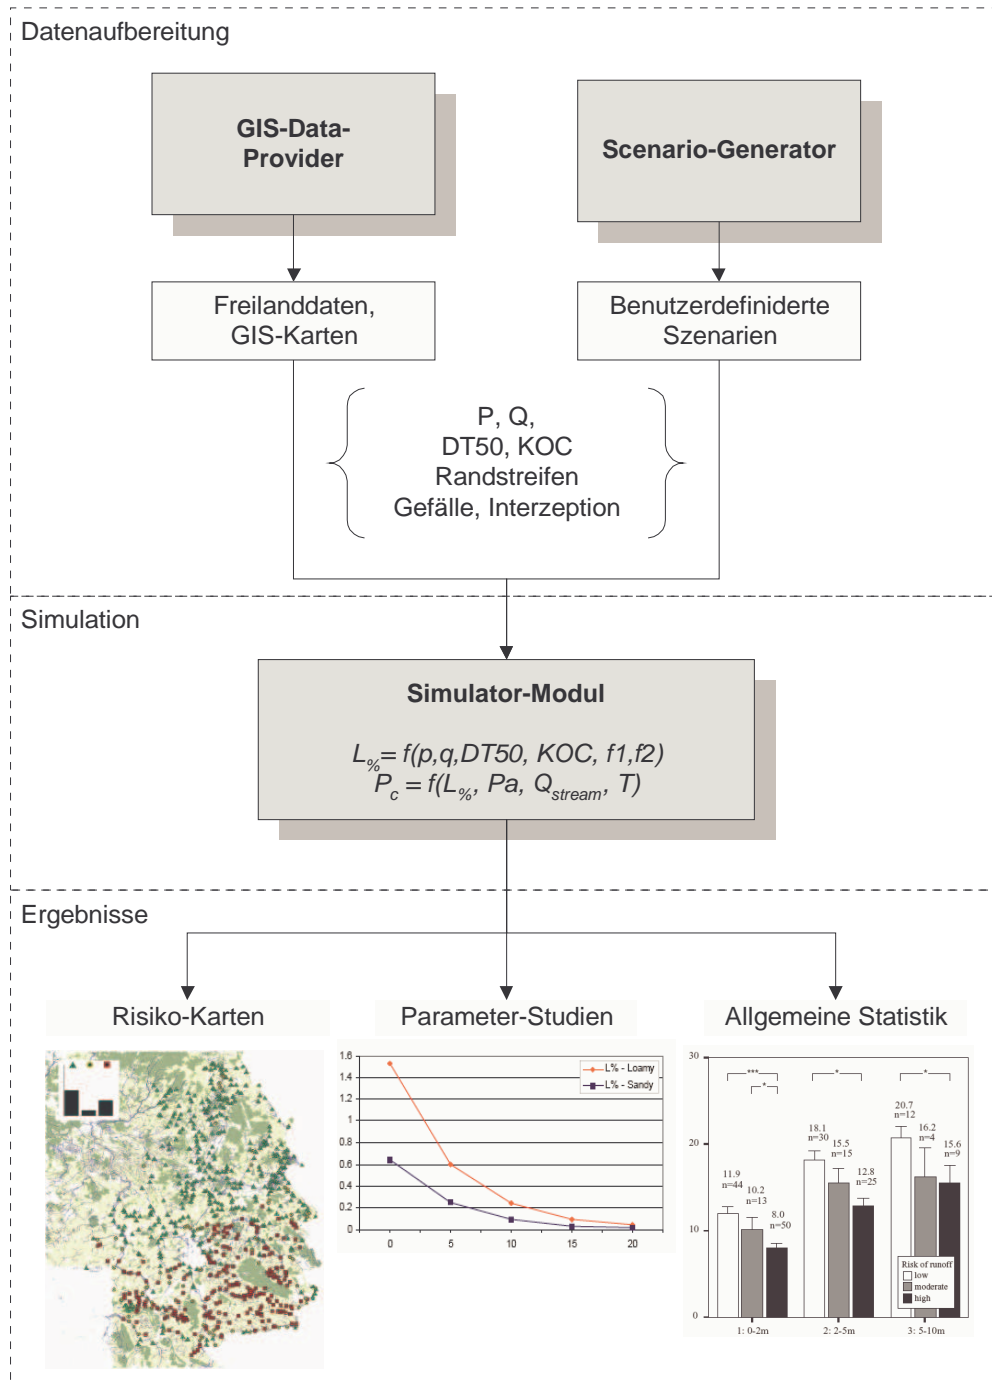 Datenaufbereitung
GIS-Data-
Provider
Scenario-Generator
Freilanddaten,
GIS-Karten
Benutzerdefinierte
Szenarien
P, Q,
DT50, KOC
Randstreifen
Gefälle, Interzeption
Simulation
Simulator-Modul
L% = f(p,q,DT50, KOC, f1,f2)
Pc = f(L%, Pa, Qstream, T)
Ergebnisse
Risiko-Karten
Parameter-Studien
Allgemeine Statistik
1.6
1.4
1.2
1
0.8
0.6
0.4
0.2
0
0 5 10 15 20
L% - Loamy
L% - Sandy
30
20
10
0
***
*
*
*
11.9
n=44
10.2
n=13
8.0
n=50
18.1
n=30
15.5
n=15
12.8
n=25
20.7
n=12
16.2
n=4
15.6
n=9
Risk of runoff
low
moderate
high
1: 0-2m 2: 2-5m 3: 5-10m